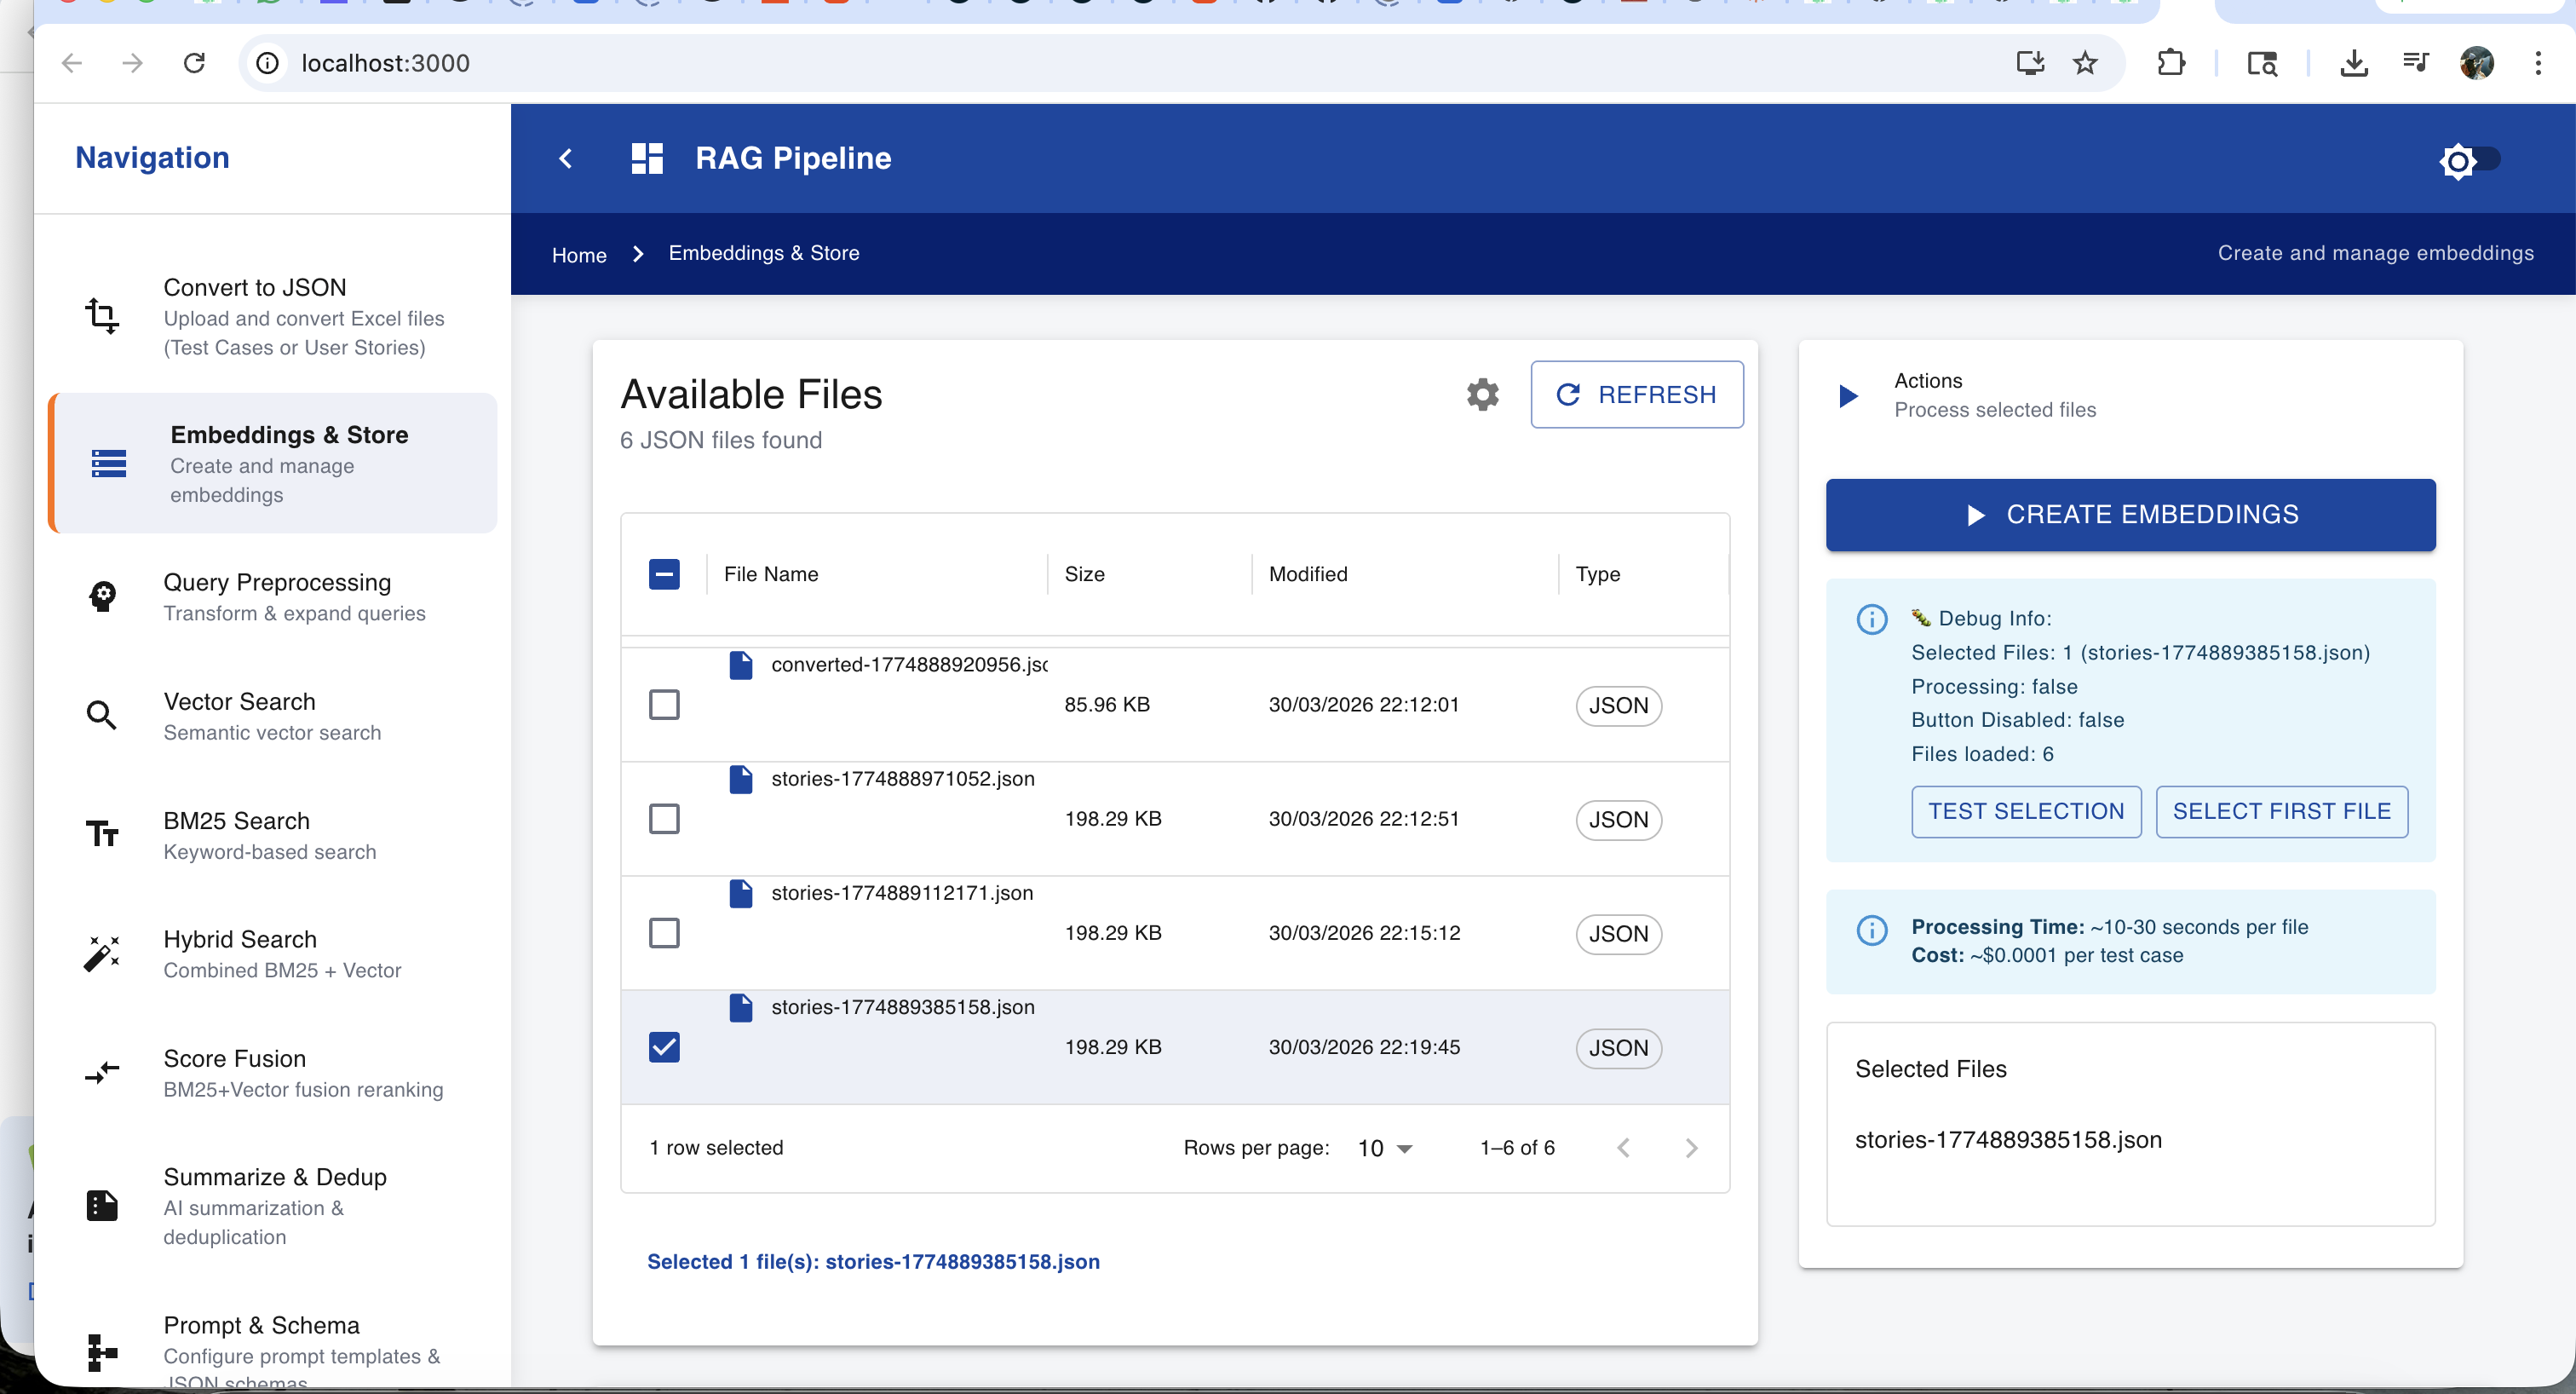 localhost:3000
Navigation
RAG Pipeline
Home
Embeddings & Store
Create and manage embeddings
Convert to JSON
Upload and convert Excel files
(Test Cases or User Stories)
Embeddings & Store
Create and manage
embeddings
Query Preprocessing
Transform & expand queries
Vector Search
Semantic vector search
BM25 Search
Keyword-based search
Hybrid Search
Combined BM25 + Vector
Score Fusion
BM25+Vector fusion reranking
Summarize & Dedup
AI summarization &
deduplication
Prompt & Schema
Configure prompt templates &
JSON schemas
Available Files
6 JSON files found
REFRESH
File Name Size Modified Type
converted-1774888920956.jsc
85.96 KB 30/03/2026 22:12:01 JSON
stories-1774888971052.json
198.29 KB 30/03/2026 22:12:51 JSON
stories-1774889112171.json
198.29 KB 30/03/2026 22:15:12 JSON
stories-1774889385158.json
198.29 KB 30/03/2026 22:19:45 JSON
1 row selected Rows per page: 10 1–6 of 6
Selected 1 file(s): stories-1774889385158.json
Actions
Process selected files
CREATE EMBEDDINGS
Debug Info:
Selected Files: 1 (stories-1774889385158.json)
Processing: false
Button Disabled: false
Files loaded: 6
TEST SELECTION
SELECT FIRST FILE
Processing Time: ~10-30 seconds per file
Cost: ~$0.0001 per test case
Selected Files
stories-1774889385158.json